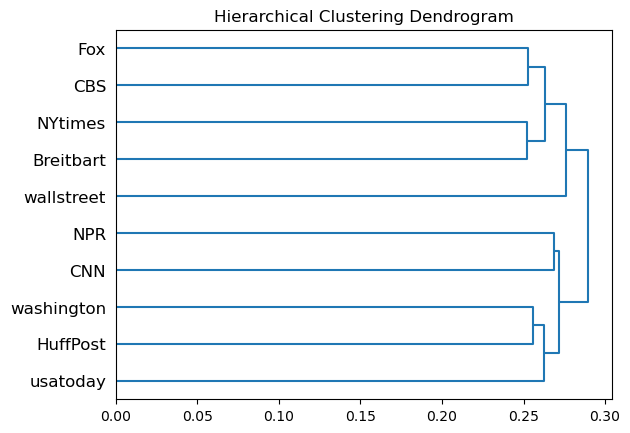 Hierarchical Clustering Dendrogram
Fox
CBS
NYtimes
Breitbart
wallstreet
NPR
CNN
washington
HuffPost
usatoday
0.00 0.05 0.10 0.15 0.20 0.25 0.30